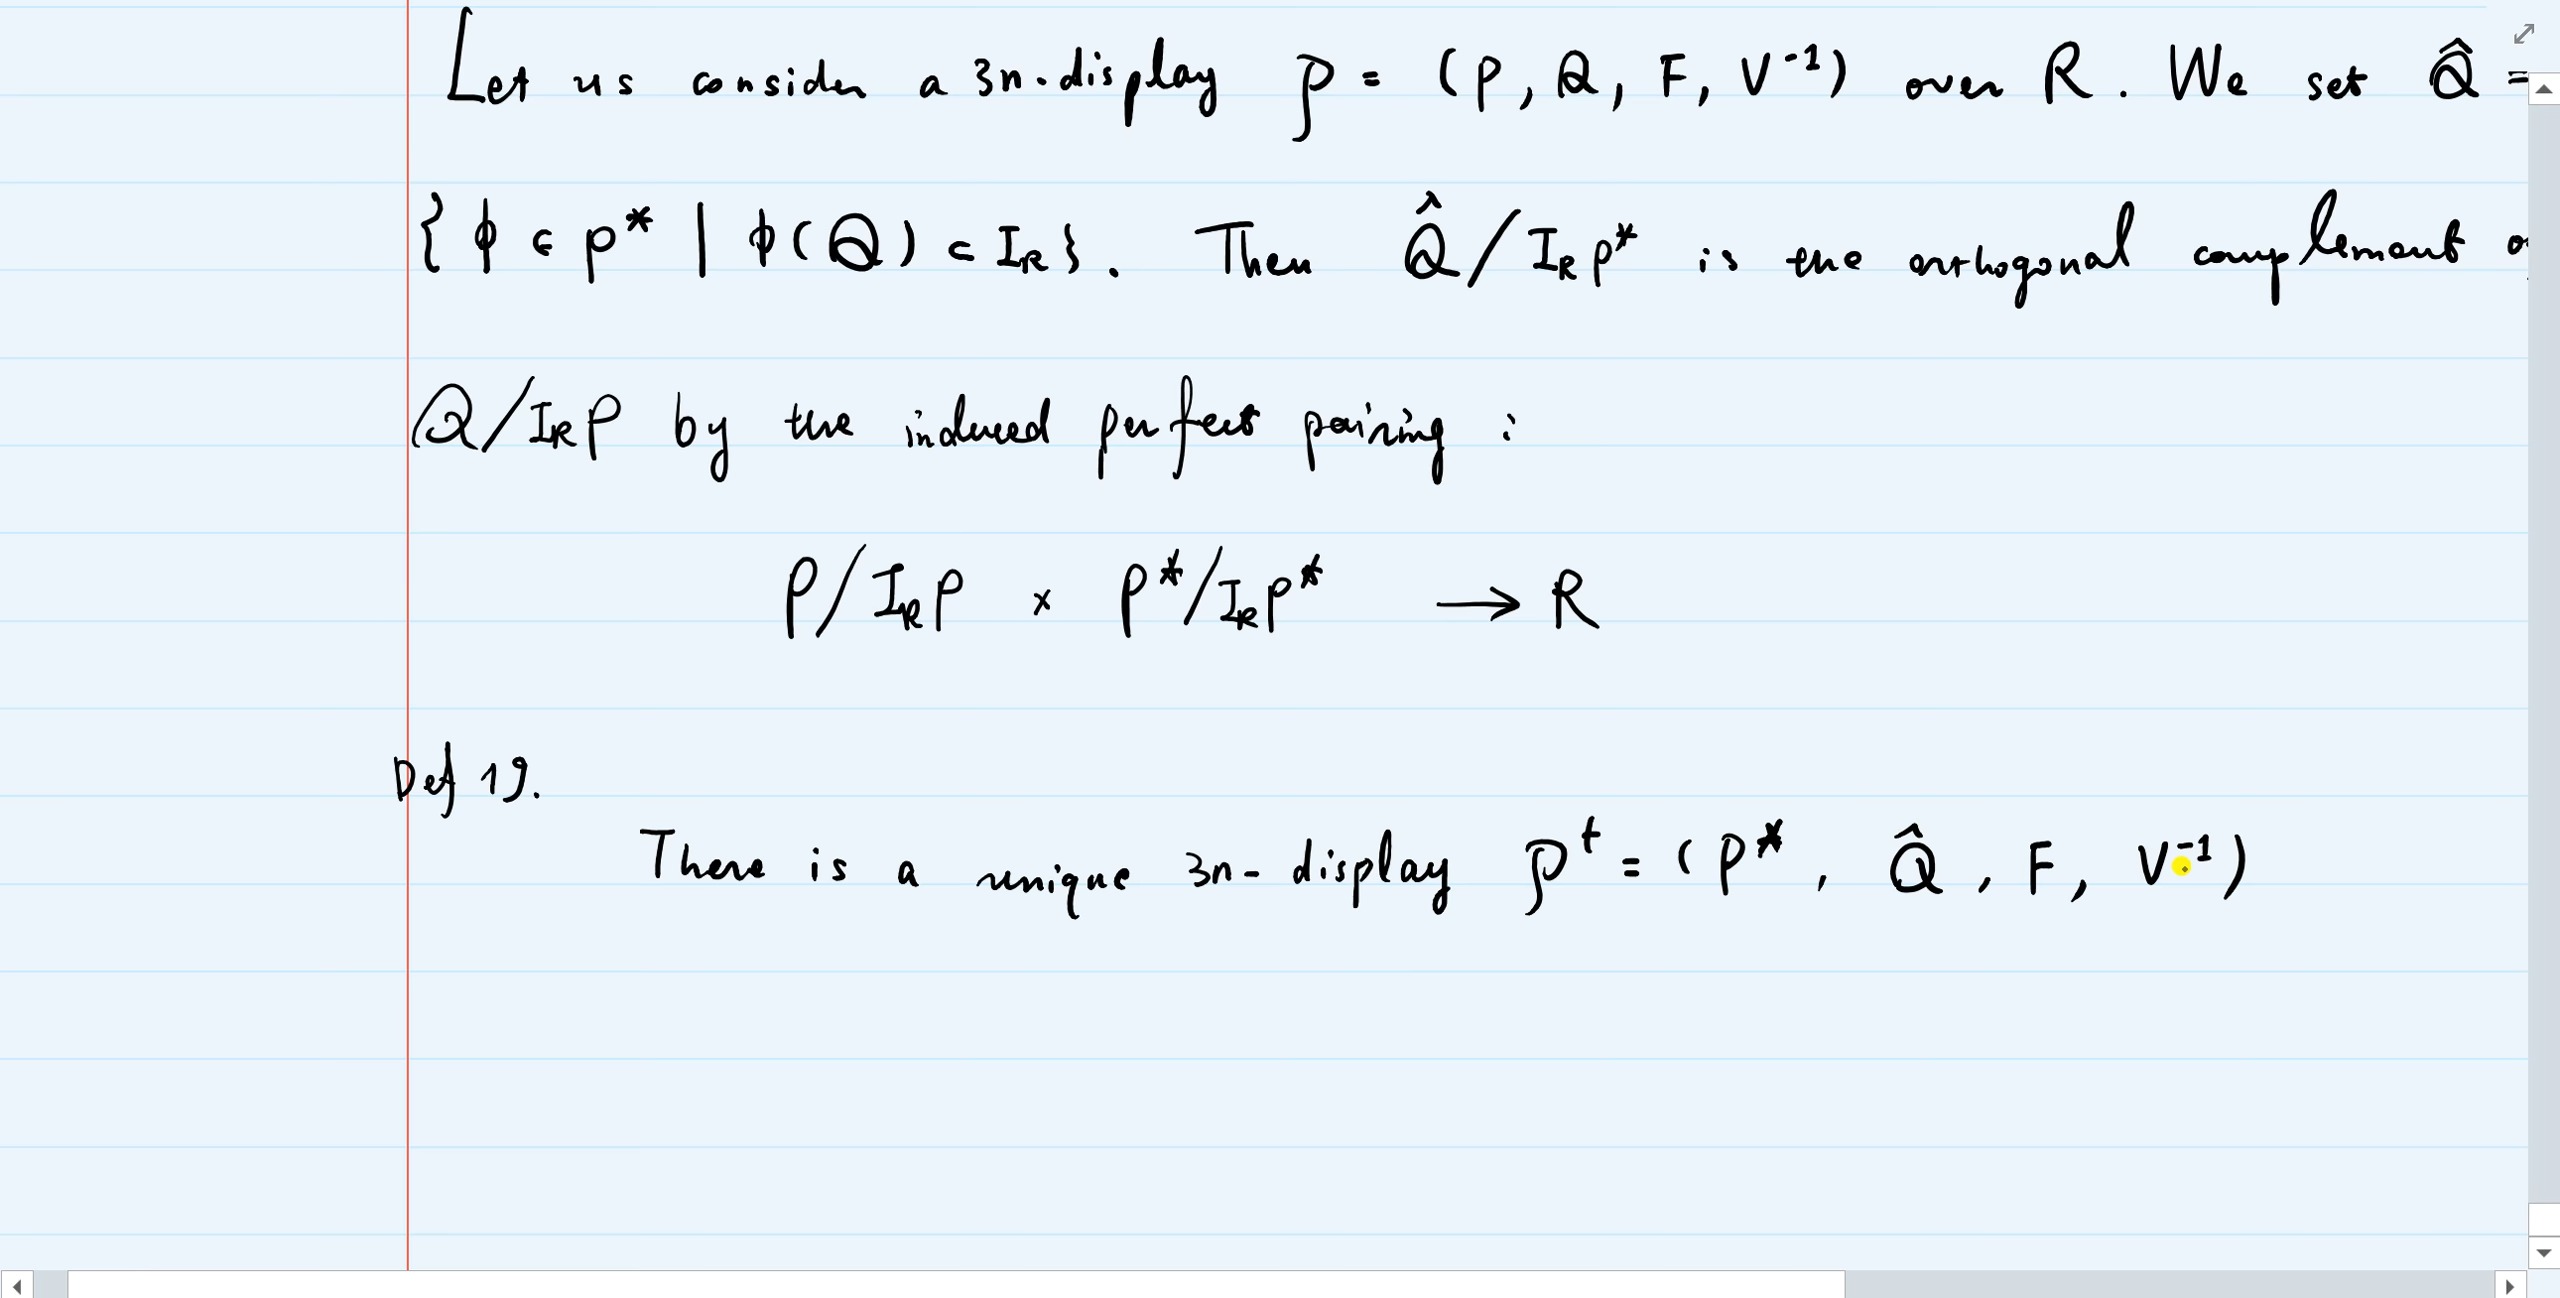 Let us consider a 3n-display 𝒫 = (P, Q, F, V⁻¹) over R. We set Q̂ =
{ ϕ ∈ P* | ϕ(Q) ⊂ I_R }. Then Q̂/I_R P* is the orthogonal complement of
Q/I_R P by the induced perfect pairing :
P/I_R P × P*/I_R P* → R
Def 19.
There is a unique 3n-display 𝒫ᵗ = (P*, Q̂, F, V⁻¹)